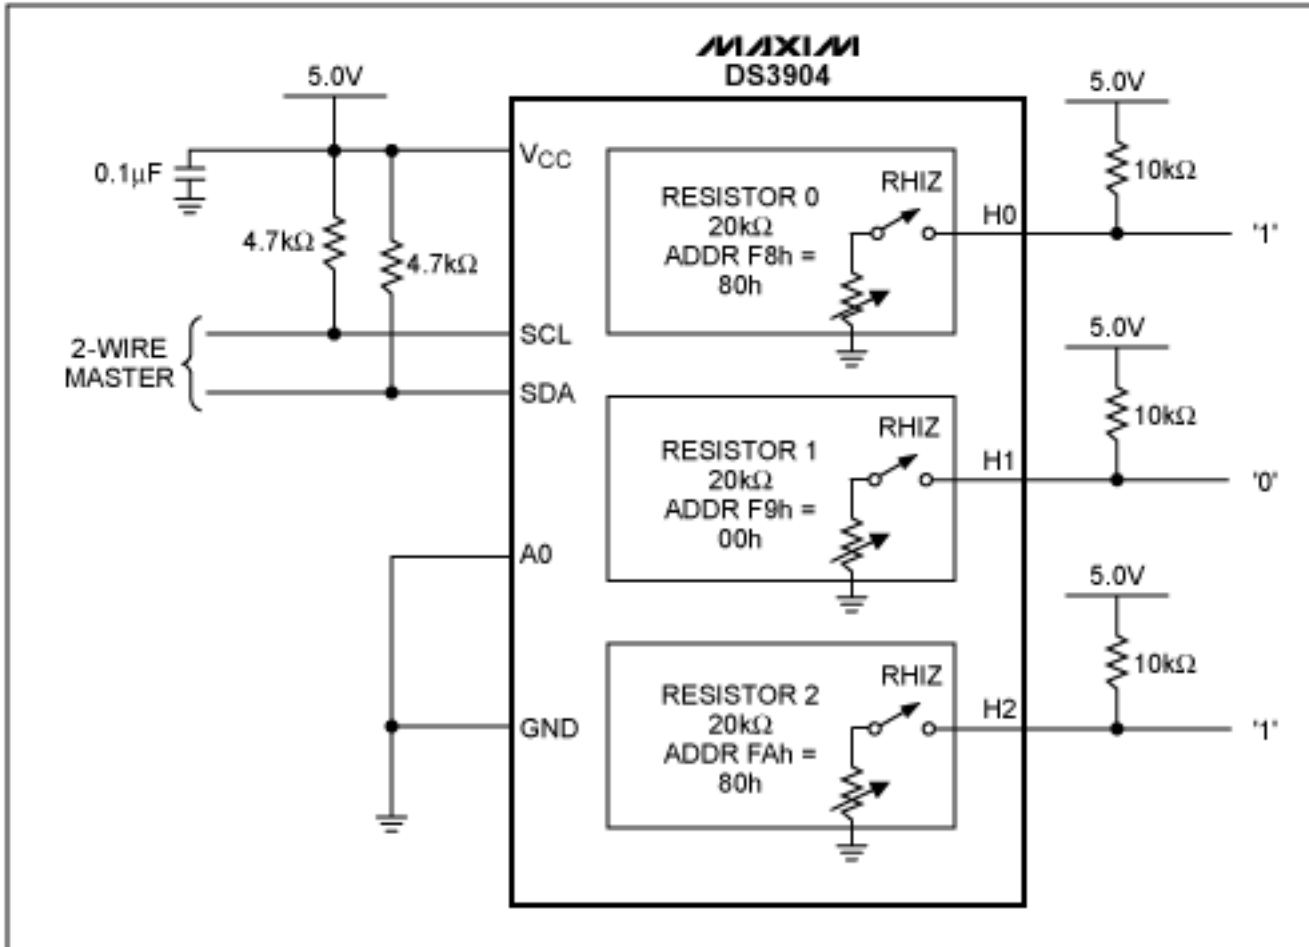 MAXIM
DS3904
5.0V
0.1μF
4.7kΩ
4.7kΩ
2-WIRE
MASTER
VCC
SCL
SDA
A0
GND
RESISTOR 0
20kΩ
ADDR F8h =
80h
RHIZ
H0
5.0V
10kΩ
'1'
RESISTOR 1
20kΩ
ADDR F9h =
00h
RHIZ
H1
5.0V
10kΩ
'0'
RESISTOR 2
20kΩ
ADDR FAh =
80h
RHIZ
H2
5.0V
10kΩ
'1'